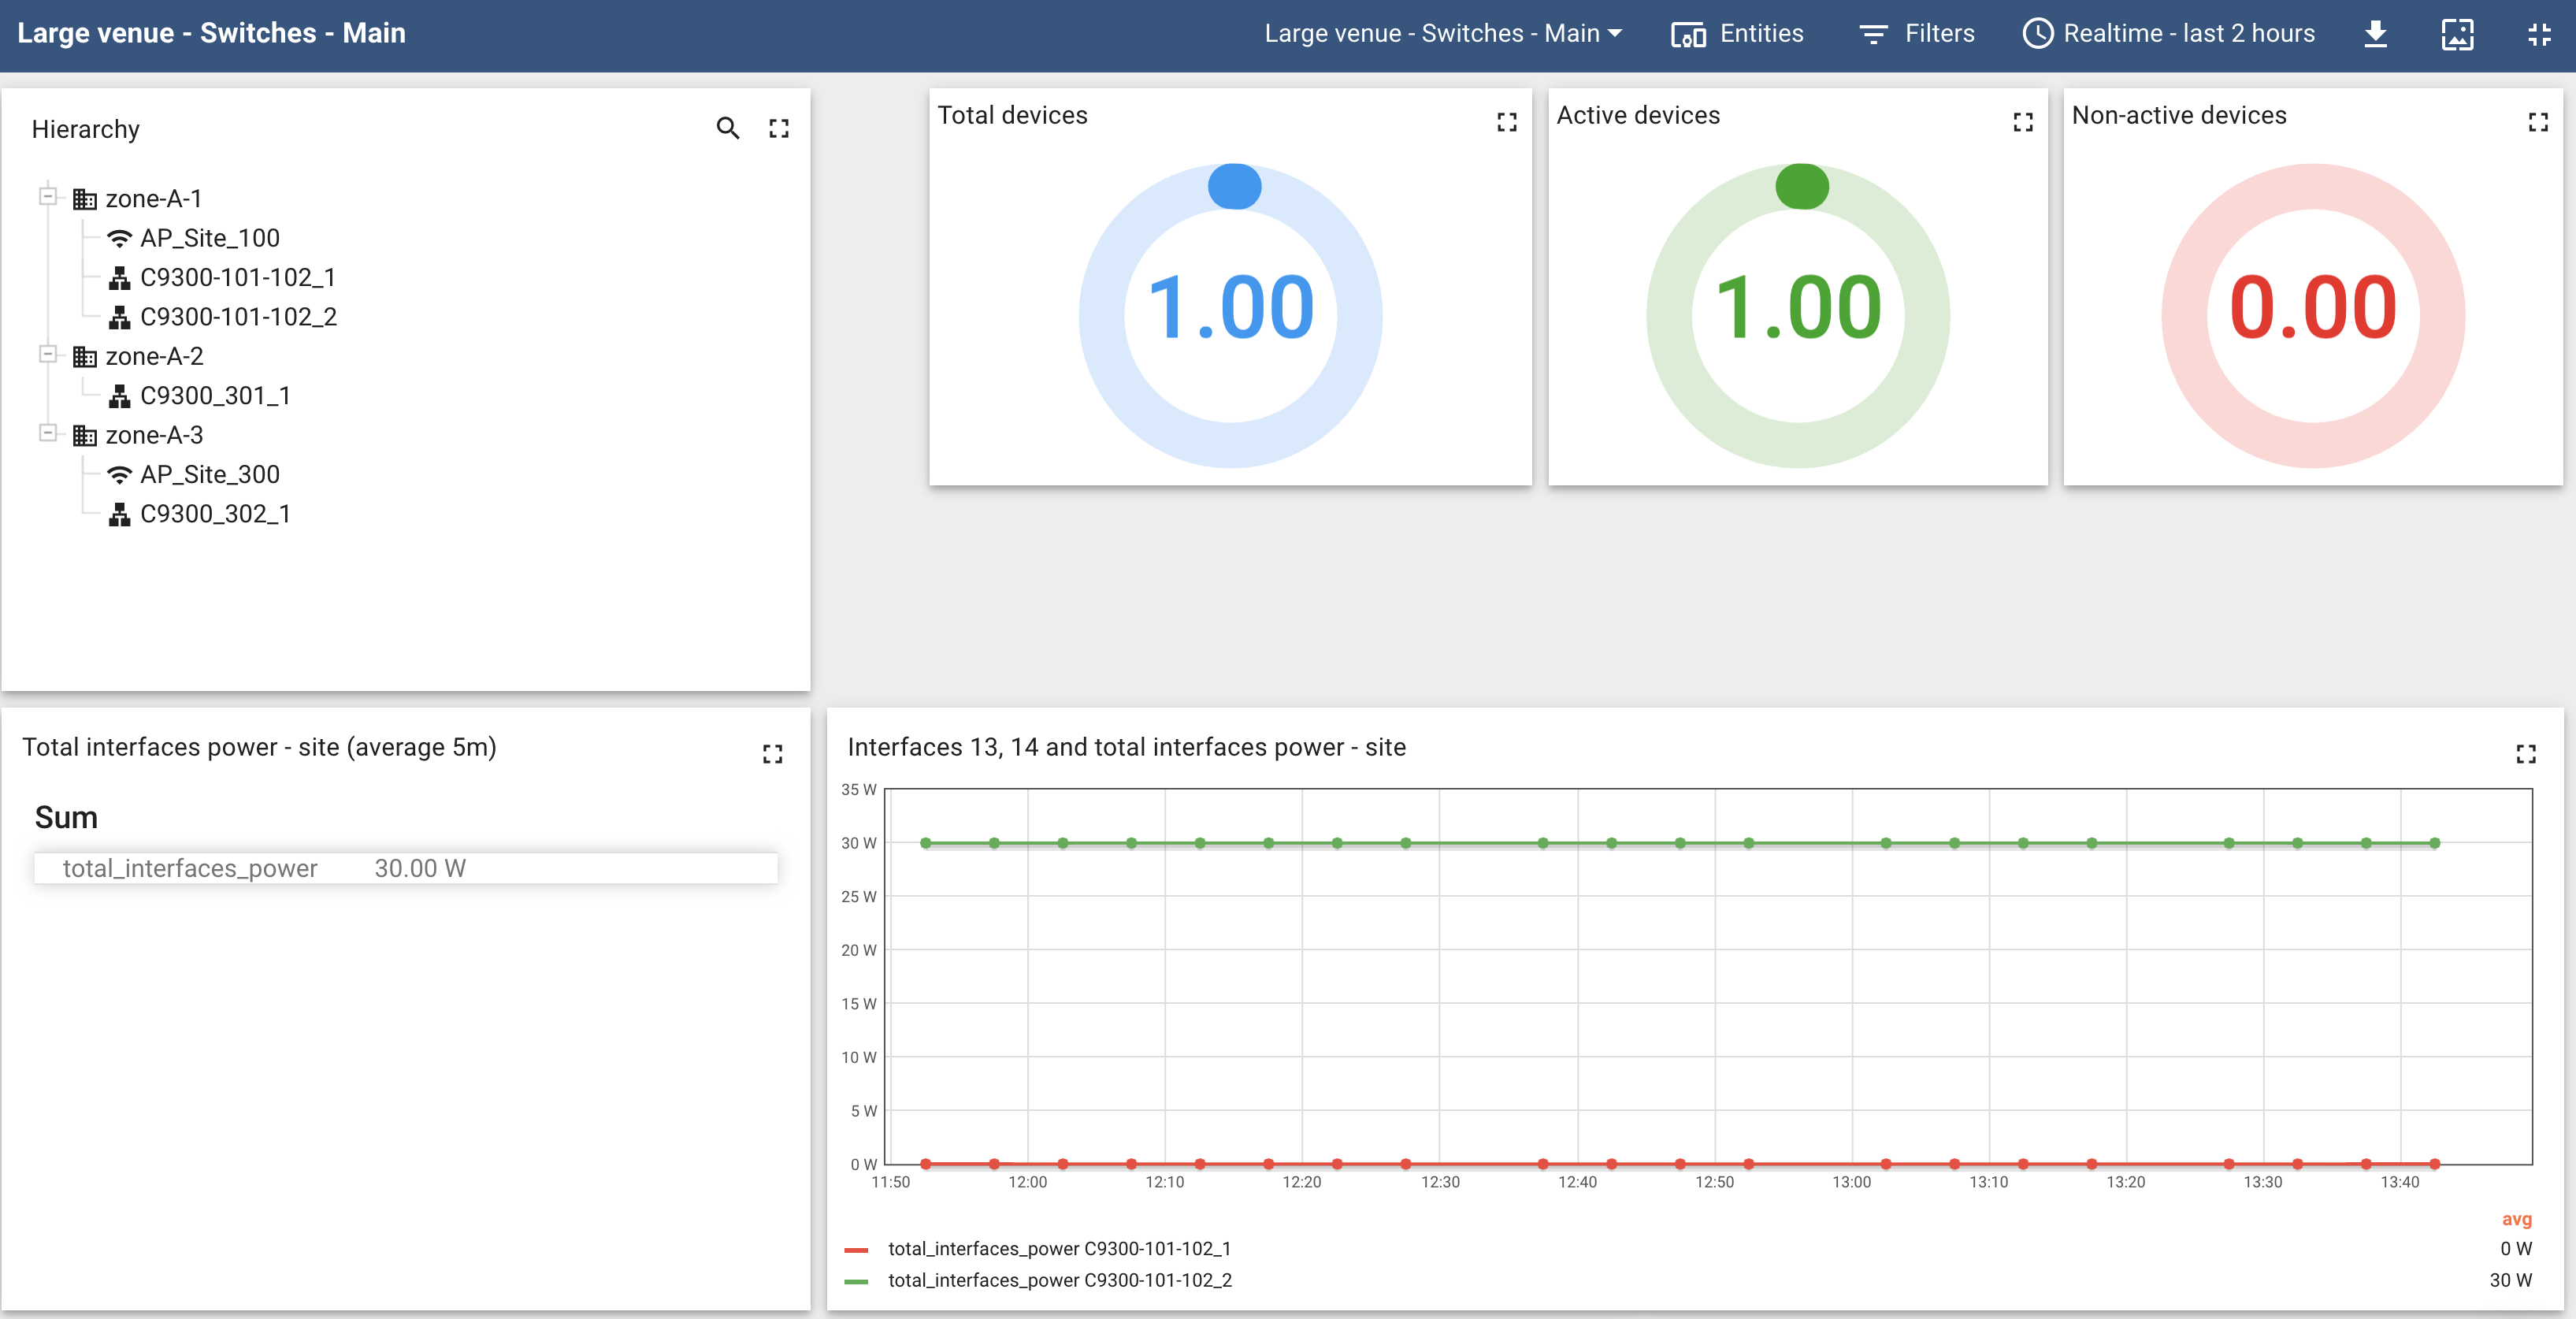 Large venue - Switches - Main
Large venue - Switches - Main
Entities
Filters
Realtime - last 2 hours
Hierarchy
zone-A-1
AP_Site_100
C9300-101-102_1
C9300-101-102_2
zone-A-2
C9300_301_1
zone-A-3
AP_Site_300
C9300_302_1
Total devices
1.00
Active devices
1.00
Non-active devices
0.00
Total interfaces power - site (average 5m)
Sum
total_interfaces_power 30.00 W
Interfaces 13, 14 and total interfaces power - site
35 W
30 W
25 W
20 W
15 W
10 W
5 W
0 W
11:50 12:00 12:10 12:20 12:30 12:40 12:50 13:00 13:10 13:20 13:30 13:40
avg
total_interfaces_power C9300-101-102_1 0 W
total_interfaces_power C9300-101-102_2 30 W